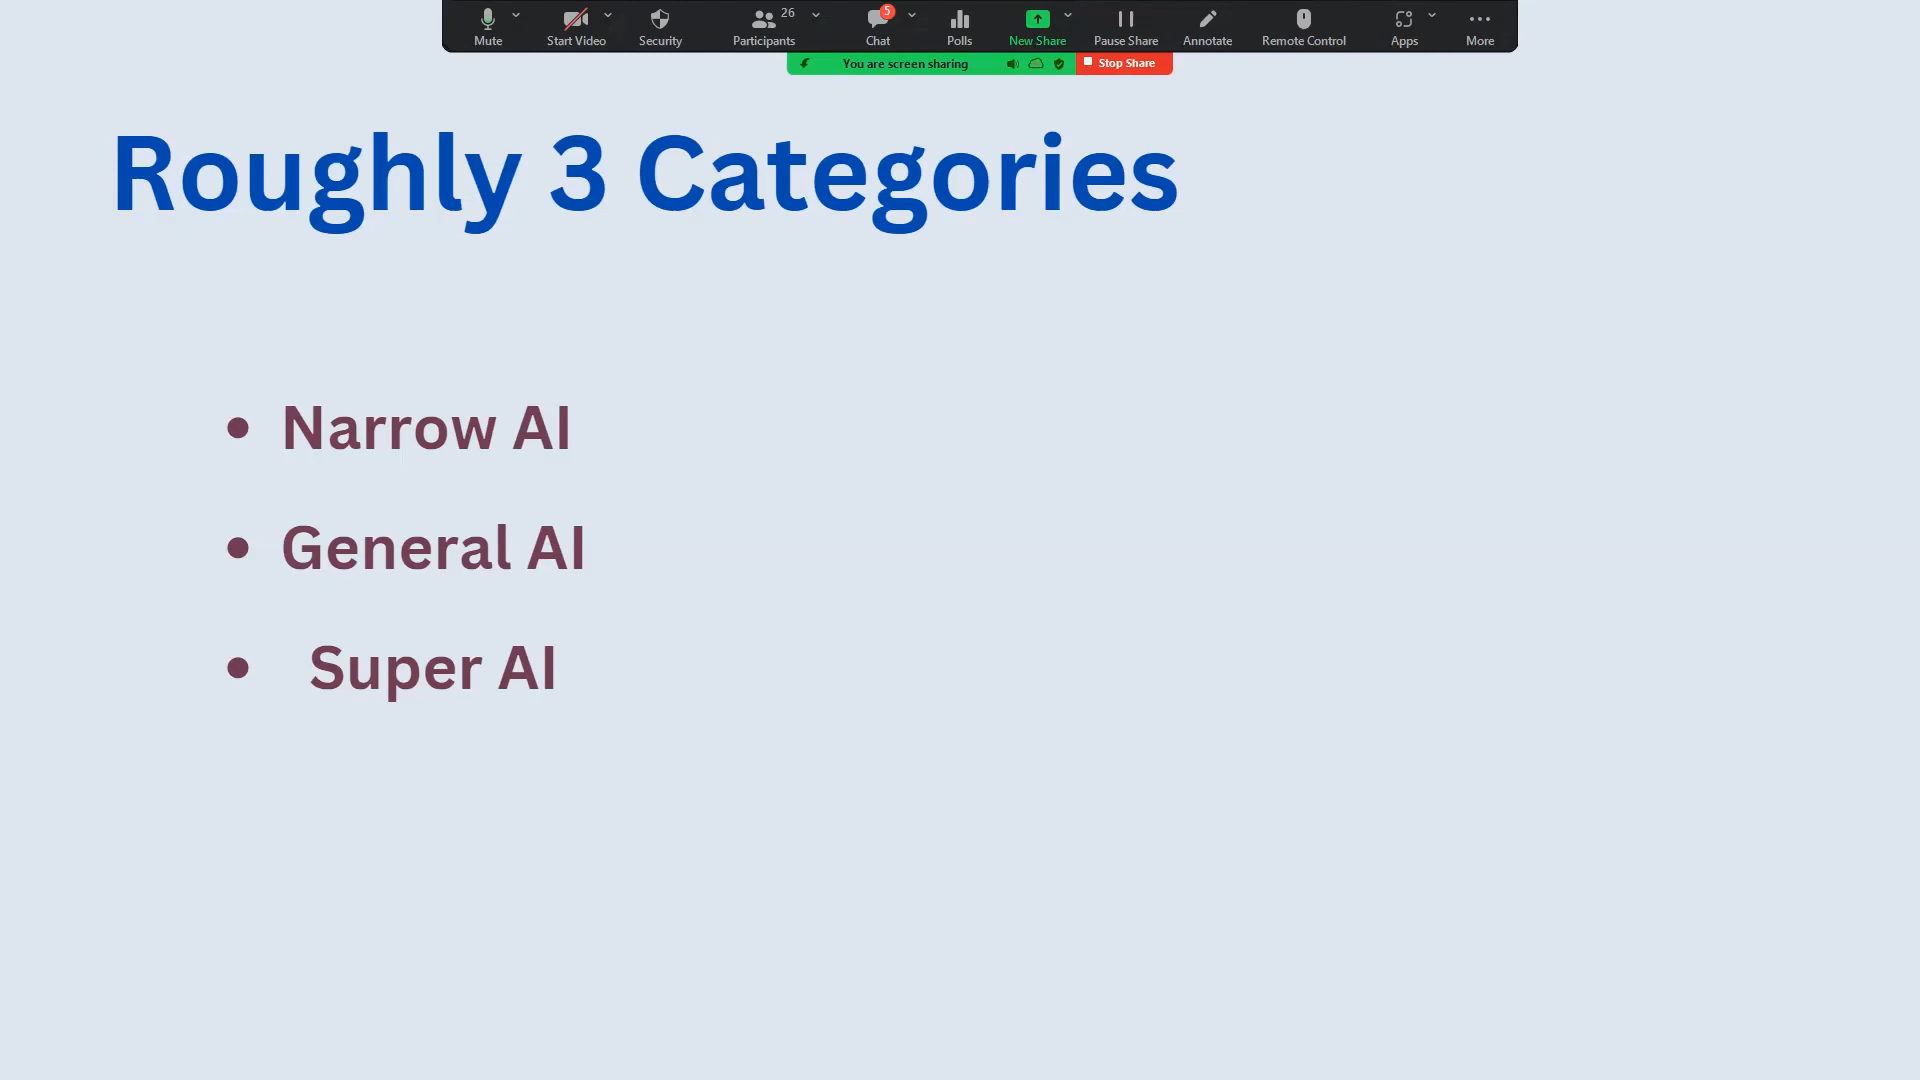 Mute Start Video Security Participants 26 Chat 5 Polls New Share Pause Share Annotate Remote Control Apps More
You are screen sharing Stop Share
Roughly 3 Categories
• Narrow AI
• General AI
• Super AI